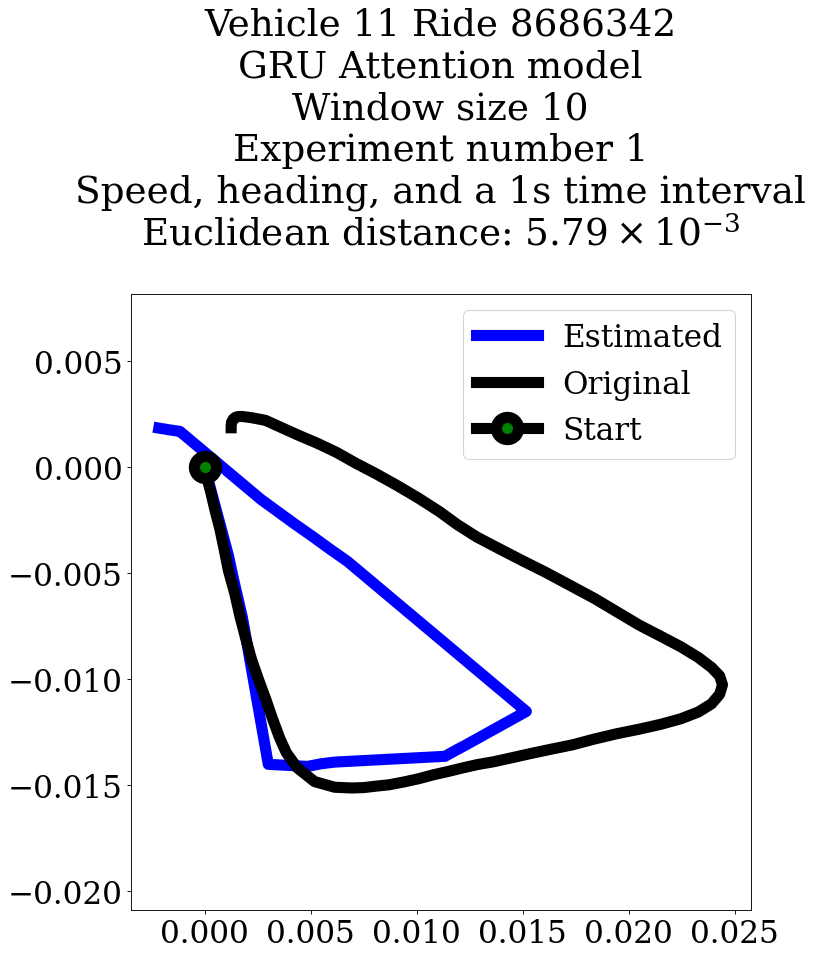 Vehicle 11 Ride 8686342
GRU Attention model
Window size 10
Experiment number 1
Speed, heading, and a 1s time interval
Euclidean distance: 5.79 × 10⁻³
Estimated
Original
Start
0.005
0.000
−0.005
−0.010
−0.015
−0.020
0.000 0.005 0.010 0.015 0.020 0.025